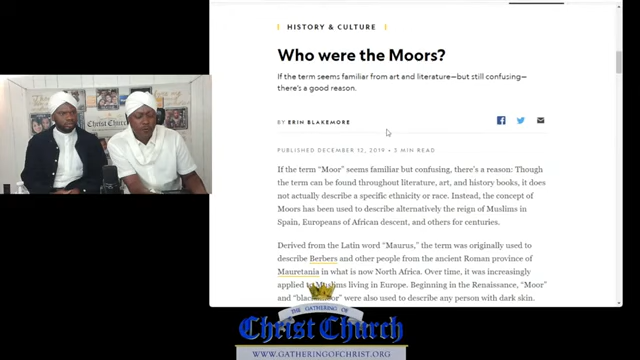 HISTORY & CULTURE
Who were the Moors?
If the term seems familiar from art and literature—but still confusing—
there's a good reason.
BY ERIN BLAKEMORE
PUBLISHED DECEMBER 12, 2019 • 5 MIN READ
If the term "Moor" seems familiar but confusing, there's a reason: Though
the term can be found throughout literature, art, and history books, it does
not actually describe a specific ethnicity or race. Instead, the concept of
Moors has been used to describe alternatively the reign of Muslims in
Spain, Europeans of African descent, and others for centuries.
Derived from the Latin word "Maurus," the term was originally used to
describe Berbers and other people from the ancient Roman province of
Mauretania in what is now North Africa. Over time, it was increasingly
applied to Muslims living in Europe. Beginning in the Renaissance, "Moor"
and "blackamoor" were also used to describe any person with dark skin.
THE GATHERING OF
Christ Church
WWW.GATHERINGOFCHRIST.ORG